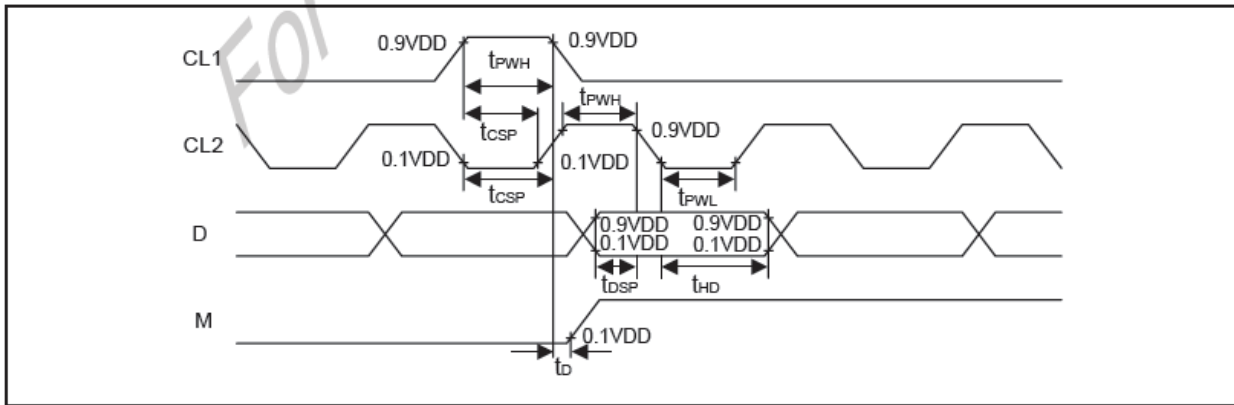 For
CL1
0.9VDD
0.9VDD
tPWH
tPWH
tCSP
CL2
0.9VDD
0.1VDD
0.1VDD
tCSP
tPWL
D
0.9VDD
0.9VDD
0.1VDD
0.1VDD
tDSP
tHD
M
0.1VDD
tD